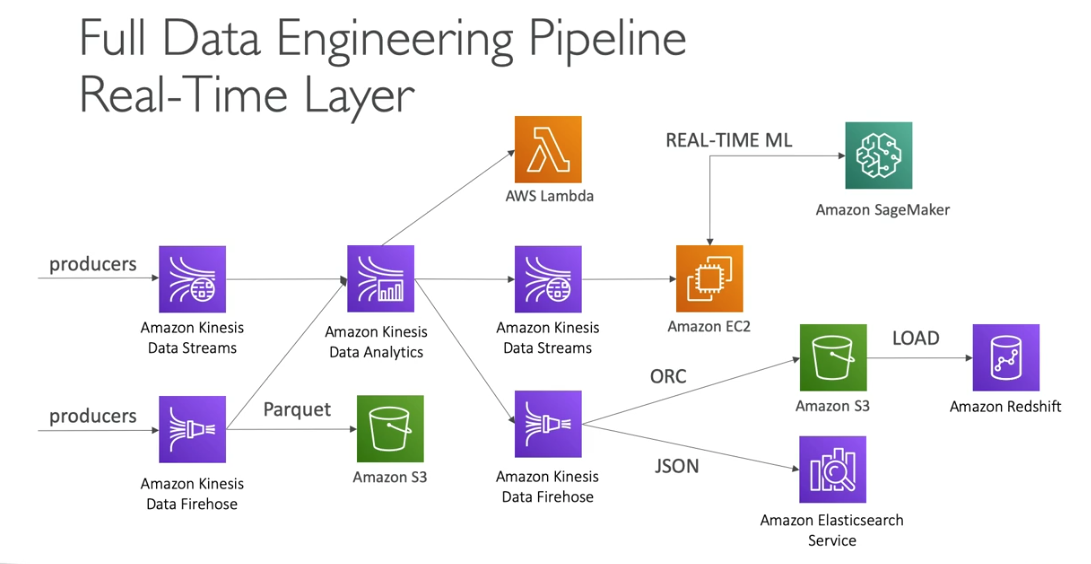 Full Data Engineering Pipeline
Real-Time Layer
AWS Lambda
REAL-TIME ML
Amazon SageMaker
producers
Amazon Kinesis
Data Streams
Amazon Kinesis
Data Analytics
Amazon Kinesis
Data Streams
Amazon EC2
producers
Amazon Kinesis
Data Firehose
Parquet
Amazon S3
Amazon Kinesis
Data Firehose
ORC
Amazon S3
LOAD
Amazon Redshift
JSON
Amazon Elasticsearch
Service